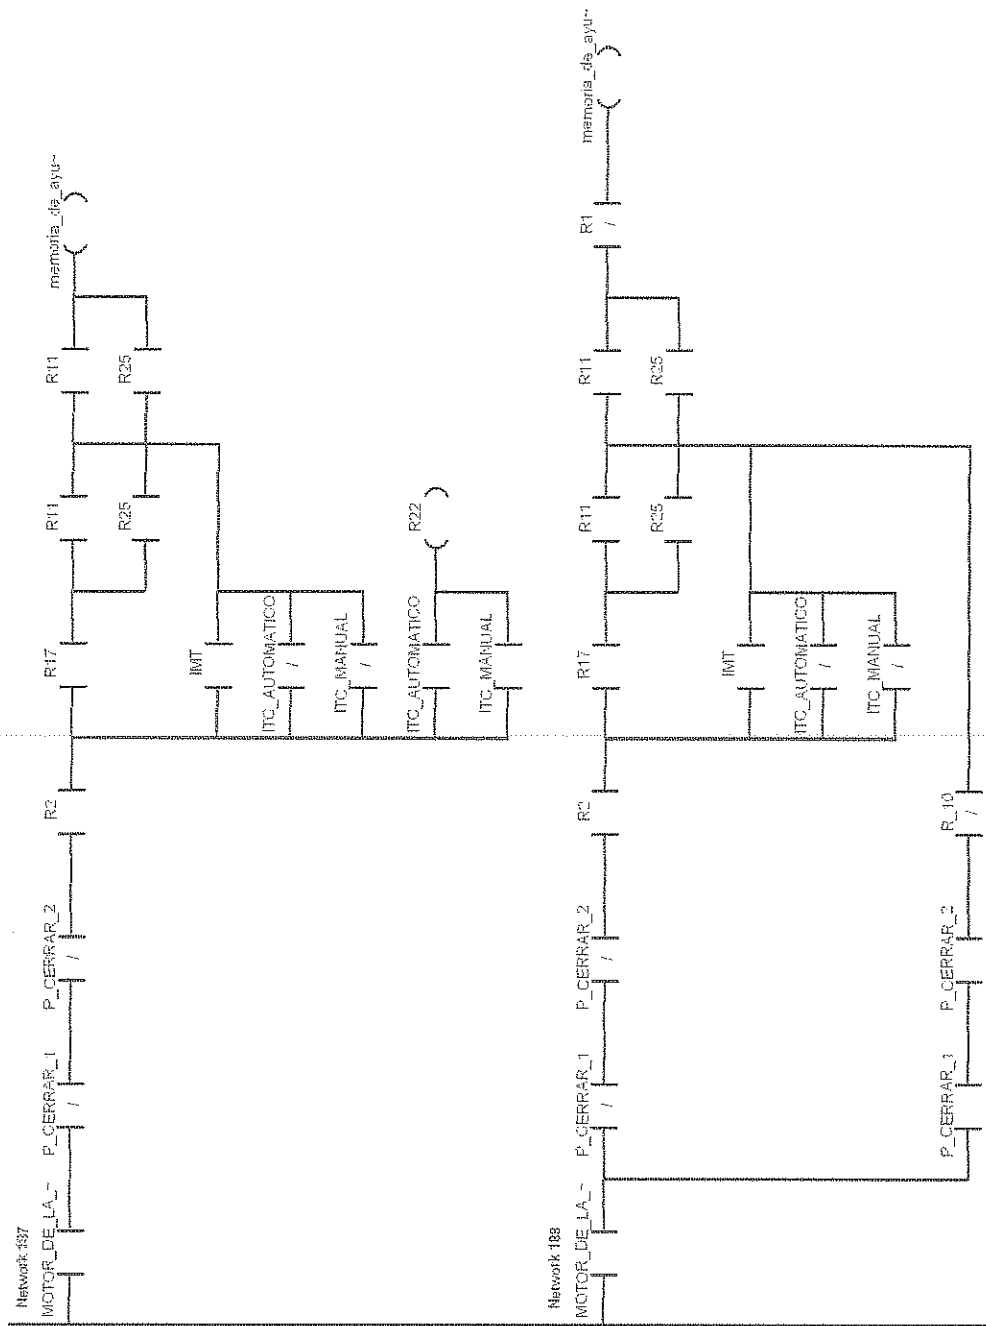 Network 187
MOTOR_DE_LA_~ P_CERRAR_1 P_CERRAR_2 R2 R17 R11 R11 memoria_de_ayu~
/ /
R25 R25
IMT
ITC_AUTOMATICO
/
ITC_MANUAL
/
ITC_AUTOMATICO R22
ITC_MANUAL
Network 188
MOTOR_DE_LA_~ P_CERRAR_1 P_CERRAR_2 R2 R17 R11 R11 R1 memoria_de_ayu~
/ / /
R25 R25
IMT
ITC_AUTOMATICO
/
ITC_MANUAL
/
P_CERRAR_1 P_CERRAR_2 R_10
/